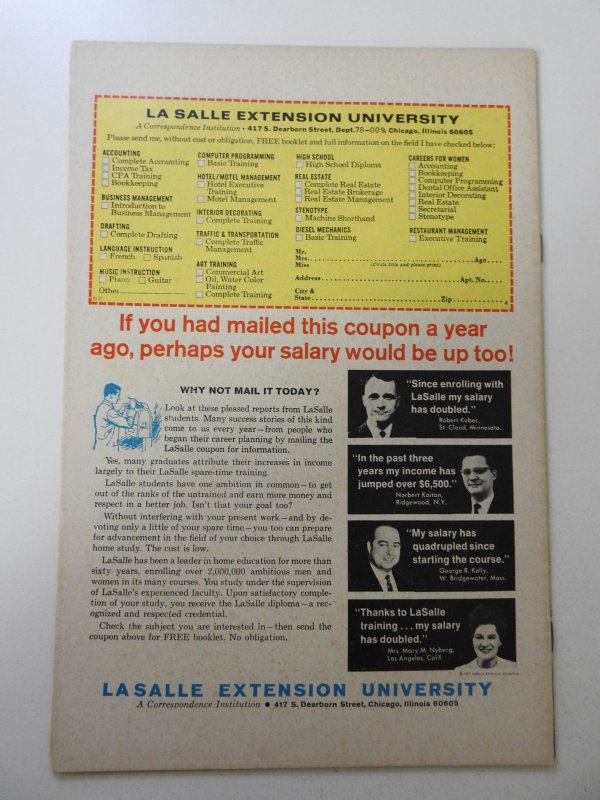 LA SALLE EXTENSION UNIVERSITY
A Correspondence Institution • 417 S. Dearborn Street, Dept. 78-009, Chicago, Illinois 60605
Please send me, without cost or obligation, FREE booklet and full information on the field I have checked below:
ACCOUNTING
Complete Accounting
Income Tax
CPA Training
Bookkeeping
BUSINESS MANAGEMENT
Introduction to
Business Management
DRAFTING
Complete Drafting
LANGUAGE INSTRUCTION
French Spanish
MUSIC INSTRUCTION
Piano Guitar
Other
COMPUTER PROGRAMMING
Basic Training
HOTEL/MOTEL MANAGEMENT
Hotel Executive
Training
Motel Management
INTERIOR DECORATING
Complete Training
TRAFFIC & TRANSPORTATION
Complete Traffic
Management
ART TRAINING
Commercial Art
Oil, Water Color
Painting
Complete Training
HIGH SCHOOL
High School Diploma
REAL ESTATE
Complete Real Estate
Real Estate Brokerage
Real Estate Management
STENOTYPE
Machine Shorthand
DIESEL MECHANICS
Basic Training
CAREERS FOR WOMEN
Accounting
Bookkeeping
Computer Programming
Dental Office Assistant
Interior Decorating
Real Estate
Secretarial
Stenotype
RESTAURANT MANAGEMENT
Executive Training
Mr.
Mrs. Age
Miss (Circle title and please print)
Address Apt. No.
City &
State Zip
If you had mailed this coupon a year
ago, perhaps your salary would be up too!
WHY NOT MAIL IT TODAY?
Look at these pleased reports from LaSalle
students. Many success stories of this kind
come to us every year—from people who
began their career planning by mailing the
LaSalle coupon for information.
Yes, many graduates attribute their increases in income
largely to their LaSalle spare-time training.
LaSalle students have one ambition in common—to get
out of the ranks of the untrained and earn more money and
respect in a better job. Isn't that your goal too?
Without interfering with your present work—and by de-
voting only a little of your spare time—you too can prepare
for advancement in the field of your choice through LaSalle
home study. The cost is low.
LaSalle has been a leader in home education for more than
sixty years, enrolling over 2,000,000 ambitious men and
women in its many courses. You study under the supervision
of LaSalle's experienced faculty. Upon satisfactory comple-
tion of your study, you receive the LaSalle diploma—a rec-
ognized and respected credential.
Check the subject you are interested in—then send the
coupon above for FREE booklet. No obligation.
"Since enrolling with
LaSalle my salary
has doubled."
Robert Kubec,
St. Cloud, Minnesota.
"In the past three
years my income has
jumped over $6,500."
Norbert Kaitan,
Ridgewood, N.Y.
"My salary has
quadrupled since
starting the course."
George R. Kelly,
W. Bridgewater, Mass.
"Thanks to LaSalle
training . . . my salary
has doubled."
Mrs. Mary M. Nyberg,
Los Angeles, Calif.
LASALLE EXTENSION UNIVERSITY
A Correspondence Institution • 417 S. Dearborn Street, Chicago, Illinois 60605